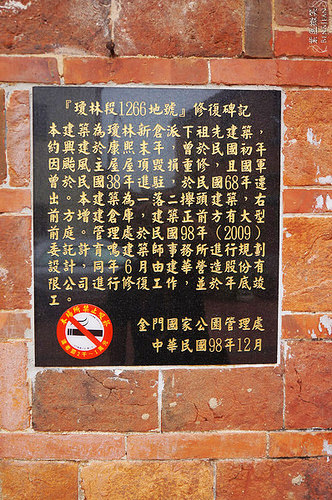 『瓊林段1266地號』修復碑記
本建築為瓊林新倉派下祖先建築，
約興建於康熙末年，曾於民國初年
因颱風主屋屋頂毀損重修，且國軍
曾於民國38年進駐，於民國68年遷
出。本建築為一落二櫸頭建築，右
前方增建倉庫，建築正前方有大型
前庭。管理處於民國98年（2009）
委託許育鳴建築師事務所進行規劃
設計，同年6月由建華營造股份有
限公司進行修復工作，並於年底竣
工。
金門國家公園管理處
中華民國98年12月